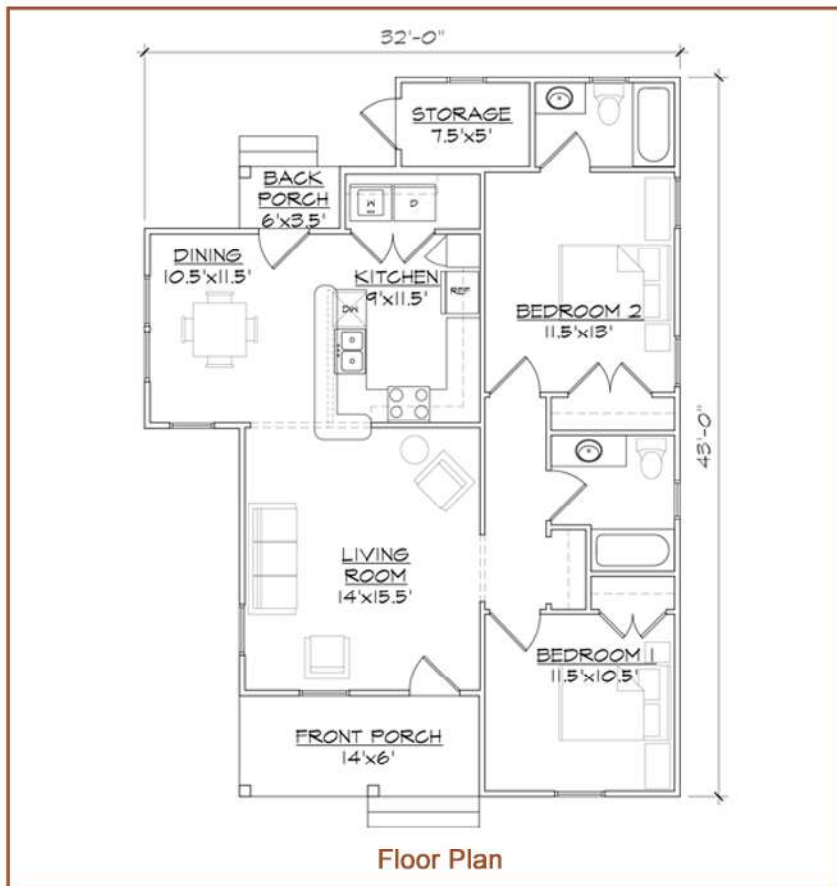 32'-0"
STORAGE
7.5'x5'
BACK
PORCH
6'x3.5'
W
D
DINING
10.5'x11.5'
KITCHEN
9'x11.5'
REF
DW
BEDROOM 2
11.5'x13'
43'-0"
LIVING
ROOM
14'x15.5'
BEDROOM 1
11.5'x10.5'
FRONT PORCH
14'x6'
Floor Plan